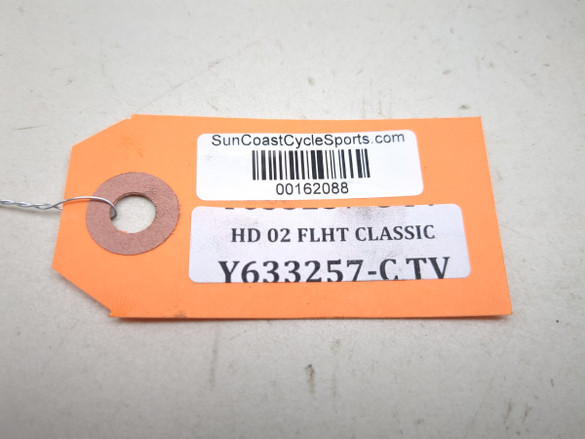 SunCoastCycleSports.com
00162088
HD 02 FLHT CLASSIC
Y633257-C TV